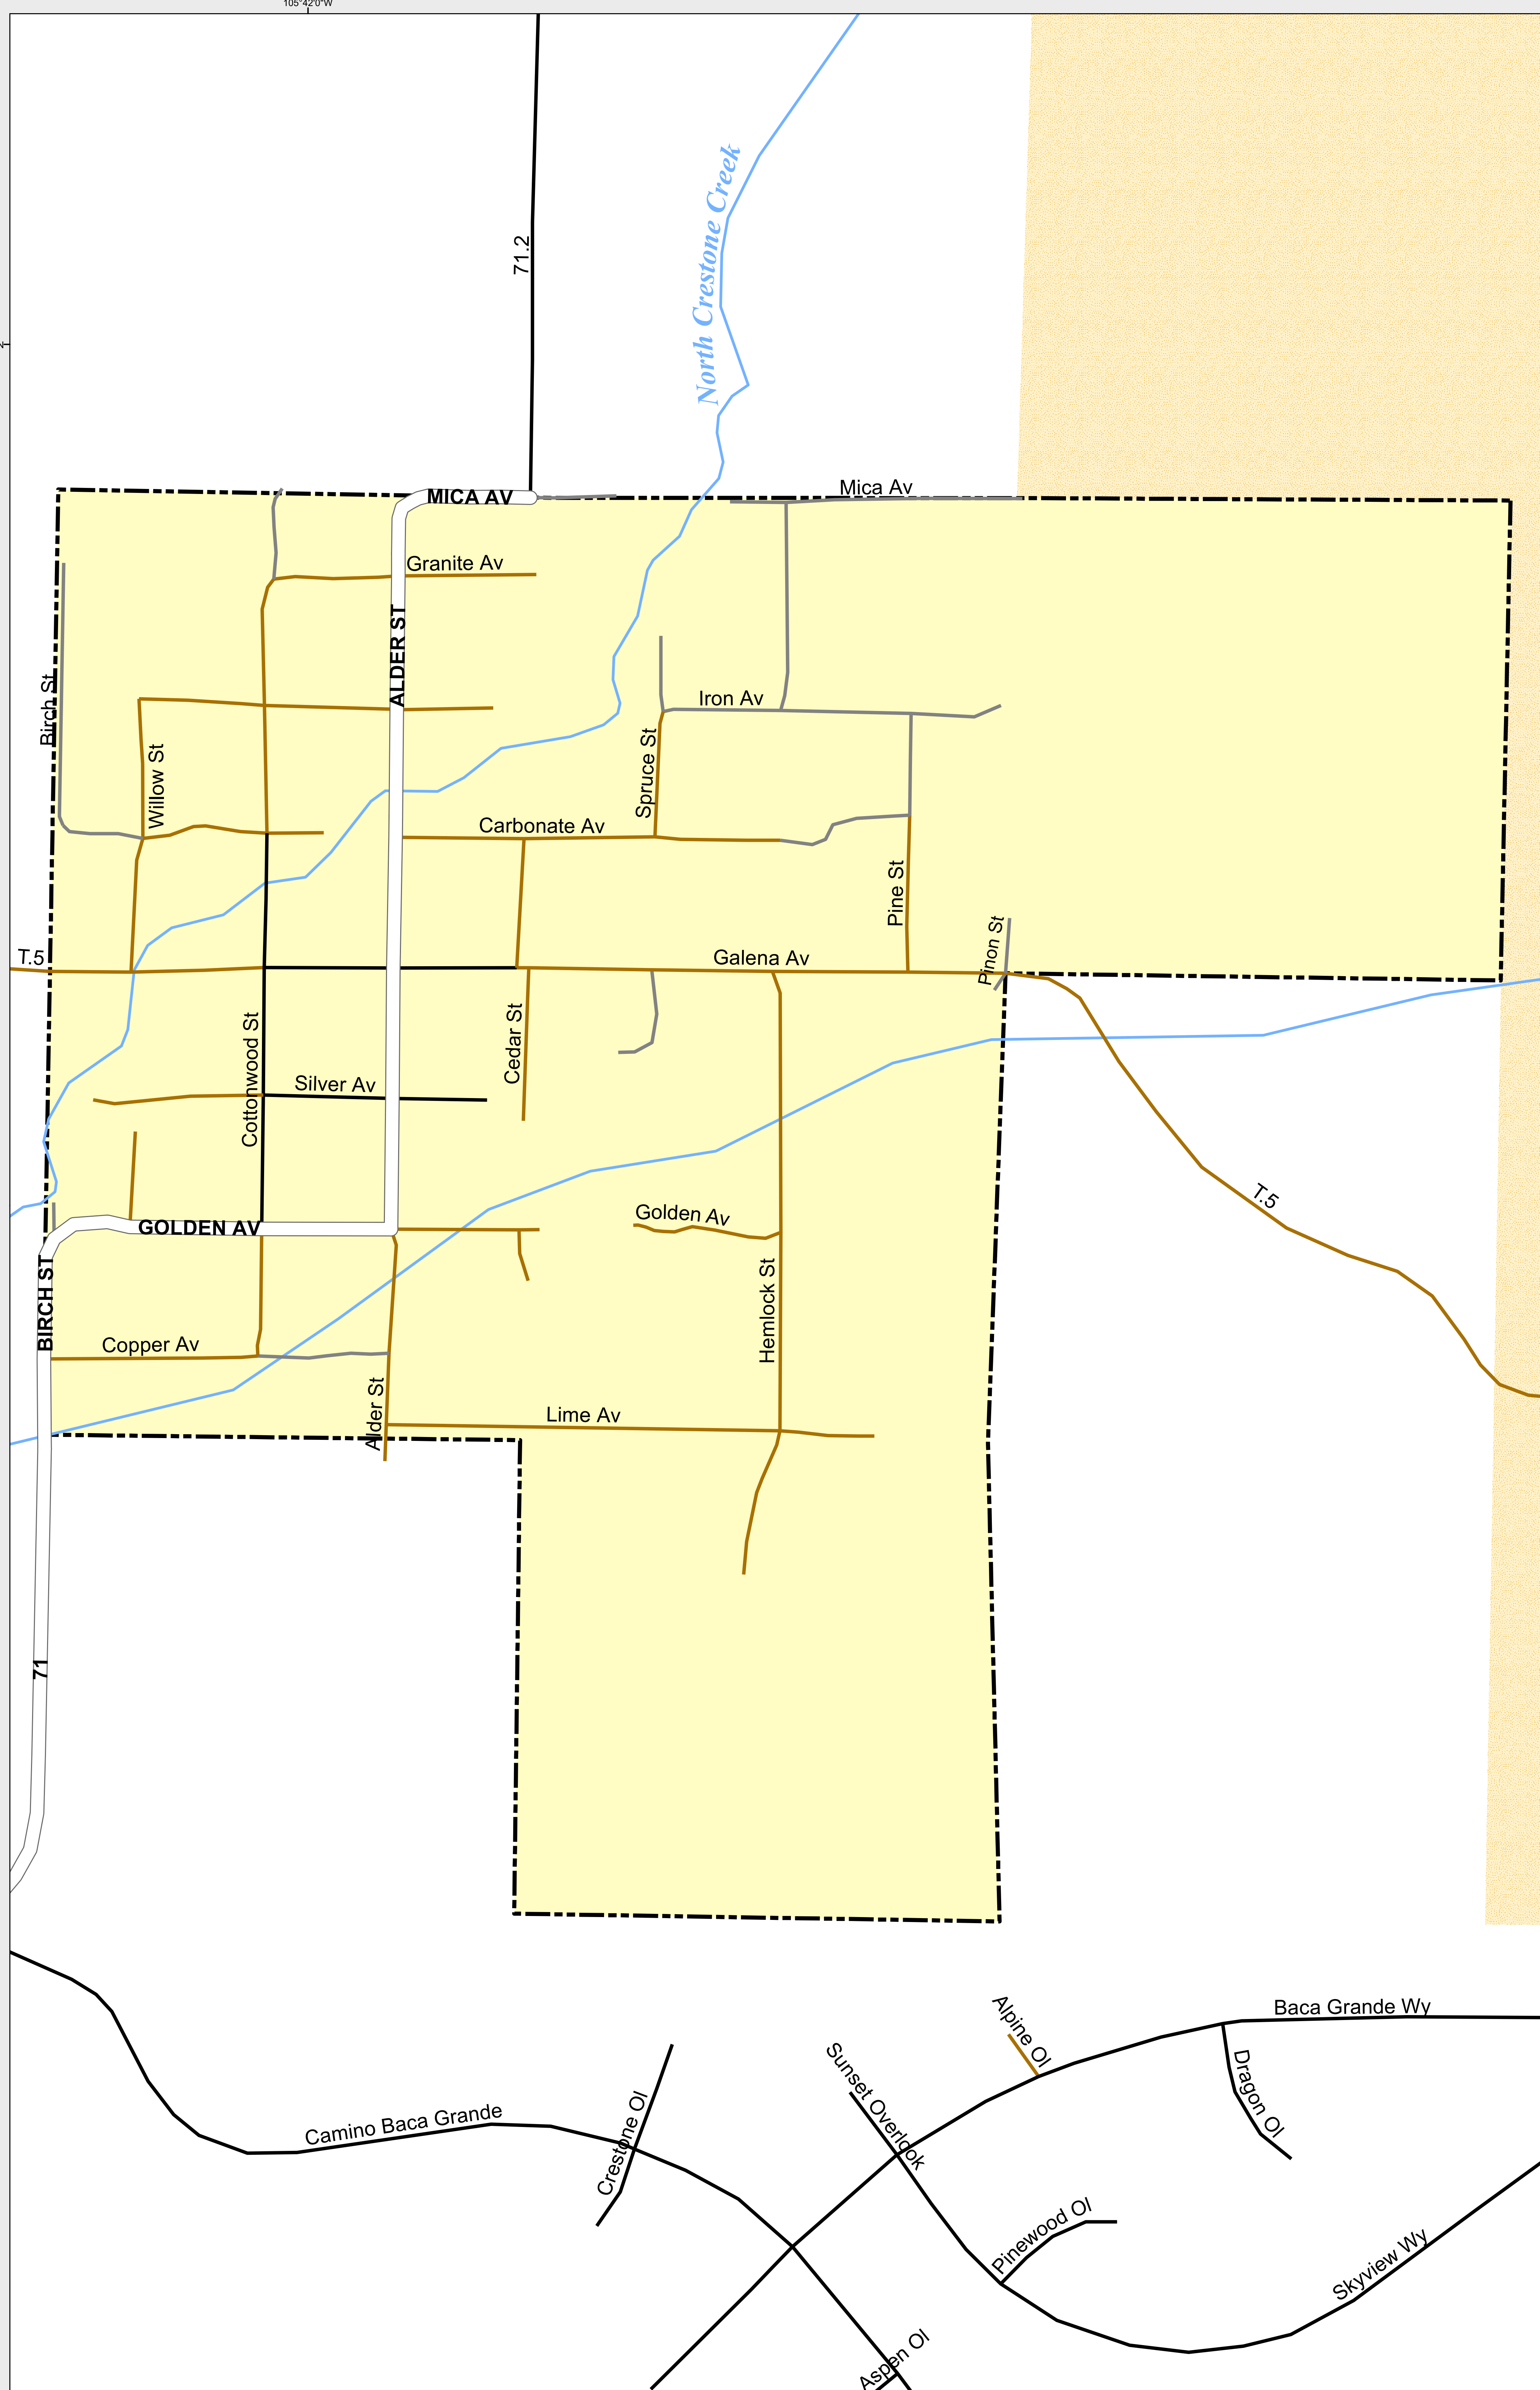 105°42'0"W
71.2
North Crestone Creek
MICA AV
Mica Av
Granite Av
ALDER ST
Birch St
Iron Av
Willow St
Spruce St
Carbonate Av
Pine St
T.5
Galena Av
Pinon St
Cottonwood St
Cedar St
Silver Av
T.5
Golden Av
GOLDEN AV
BIRCH ST
Hemlock St
Copper Av
Alder St
Lime Av
71
Baca Grande Wy
Alpine Ol
Sunset Overlook
Dragon Ol
Camino Baca Grande
Crestone Ol
Pinewood Ol
Skyview Wy
Aspen Ol